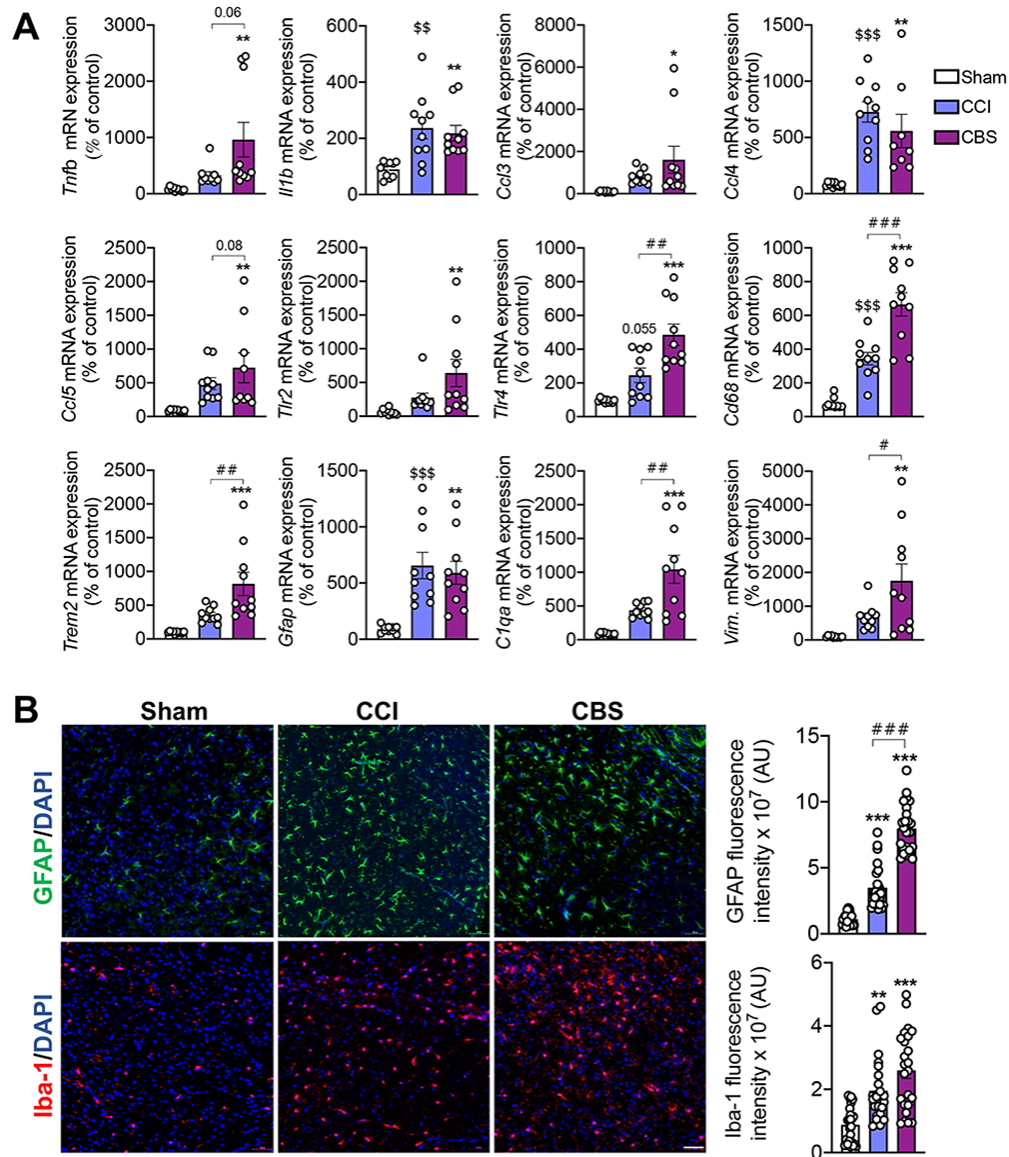 A
Tnfb mRN expression
(% of control)
3000
2000
1000
0
0.06
**
Il1b mRNA expression
(% of control)
600
400
200
0
$$
**
Ccl3 mRNA expression
(% of control)
8000
6000
4000
2000
0
*
Ccl4 mRNA expression
(% of control)
1500
1000
500
0
$$$
**
Sham
CCI
CBS
Ccl5 mRNA expression
(% of control)
2500
2000
1500
1000
500
0
0.08
**
Tlr2 mRNA expression
(% of control)
2500
2000
1500
1000
500
0
**
Tlr4 mRNA expression
(% of control)
1000
800
600
400
200
0
0.055
##
***
Cd68 mRNA expression
(% of control)
1000
800
600
400
200
0
$$$
###
***
Trem2 mRNA expression
(% of control)
2500
2000
1500
1000
500
0
##
***
Gfap mRNA expression
(% of control)
1500
1000
500
0
$$$
**
C1qa mRNA expression
(% of control)
2500
2000
1500
1000
500
0
##
***
Vim. mRNA expression
(% of control)
5000
4000
3000
2000
1000
0
#
**
B
Sham
CCI
CBS
GFAP/DAPI
Iba-1/DAPI
GFAP fluorescence
intensity x 10⁷ (AU)
15
10
5
0
***
###
***
Iba-1 fluorescence
intensity x 10⁷ (AU)
6
4
2
0
**
***